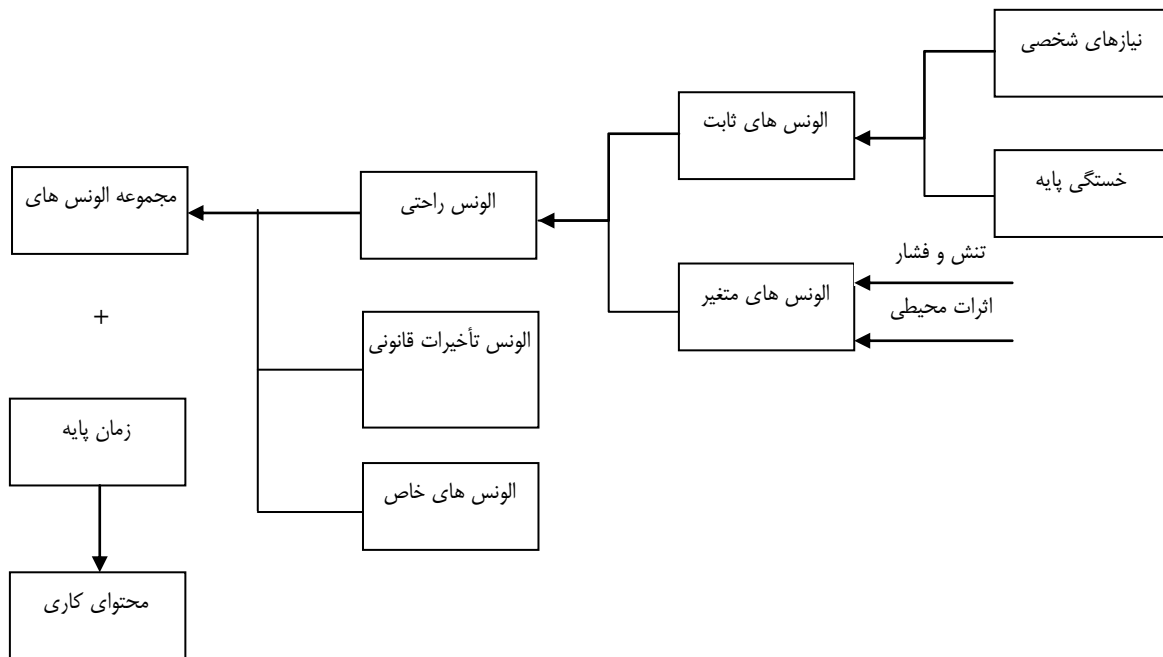 نیازهای شخصی
الونس های ثابت
خستگی پایه
مجموعه الونس های
الونس راحتی
تنش و فشار
الونس های متغیر
اثرات محیطی
+
الونس تأخیرات قانونی
زمان پایه
الونس های خاص
محتوای کاری